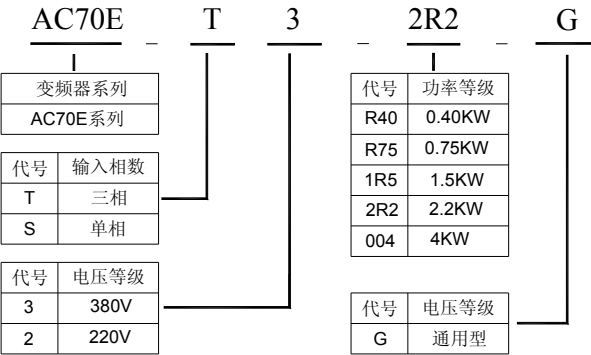 AC70E – T 3 – 2R2 – G
变频器系列
AC70E系列
代号 输入相数
T 三相
S 单相
代号 电压等级
3 380V
2 220V
代号 功率等级
R40 0.40KW
R75 0.75KW
1R5 1.5KW
2R2 2.2KW
004 4KW
代号 电压等级
G 通用型